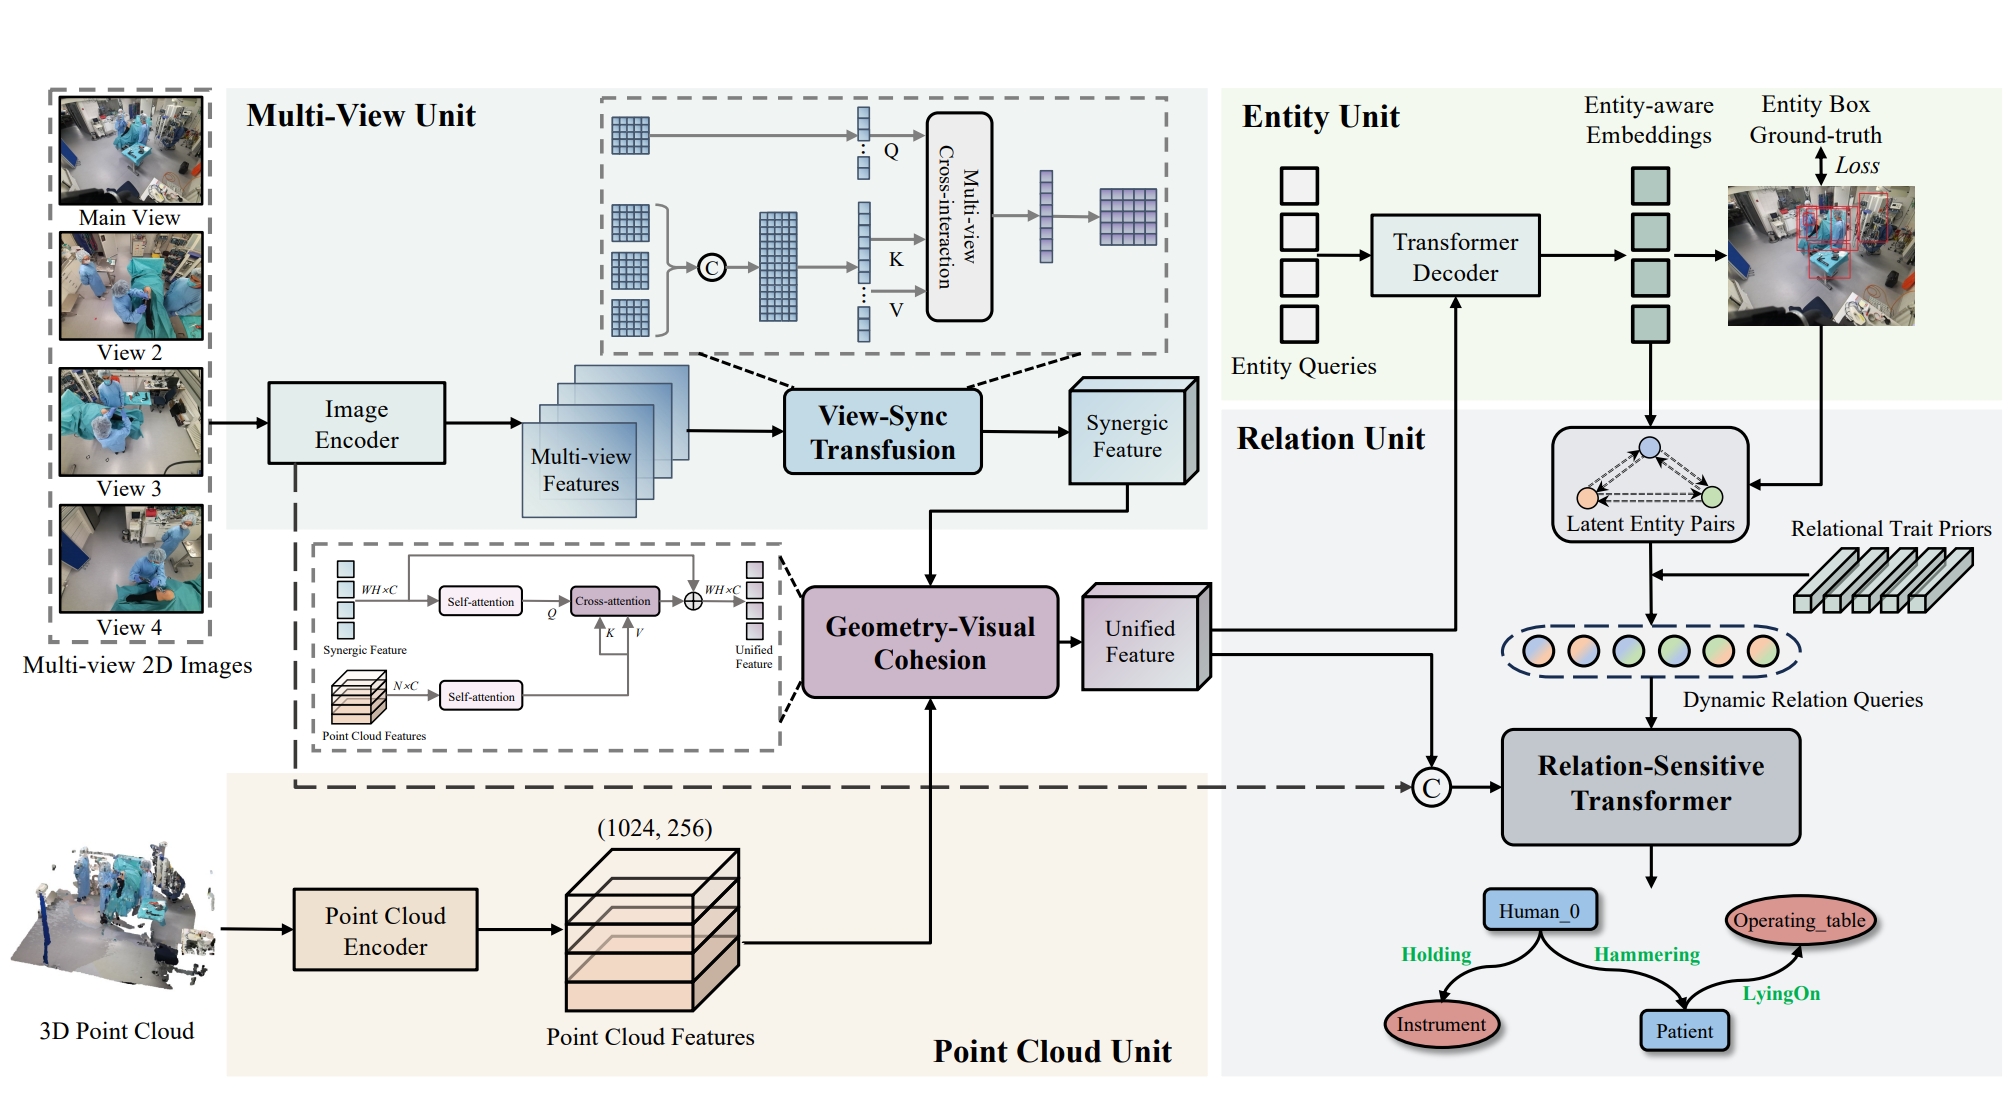 Multi-View Unit
Main View
View 2
View 3
View 4
Multi-view 2D Images
Image
Encoder
Multi-view
Features
Q
C
K
V
Multi-view
Cross-interaction
View-Sync
Transfusion
Synergic
Feature
WH×C
Self-attention
Q
Cross-attention
WH×C
K
V
Synergic Feature
Unified
Feature
N×C
Self-attention
Point Cloud Features
Geometry-Visual
Cohesion
Unified
Feature
3D Point Cloud
Point Cloud
Encoder
(1024, 256)
Point Cloud Features
Point Cloud Unit
Entity Unit
Entity-aware
Embeddings
Entity Box
Ground-truth
Loss
Transformer
Decoder
Entity Queries
Relation Unit
Latent Entity Pairs
Relational Trait Priors
Dynamic Relation Queries
C
Relation-Sensitive
Transformer
Human_0
Operating_table
Holding
Hammering
LyingOn
Instrument
Patient